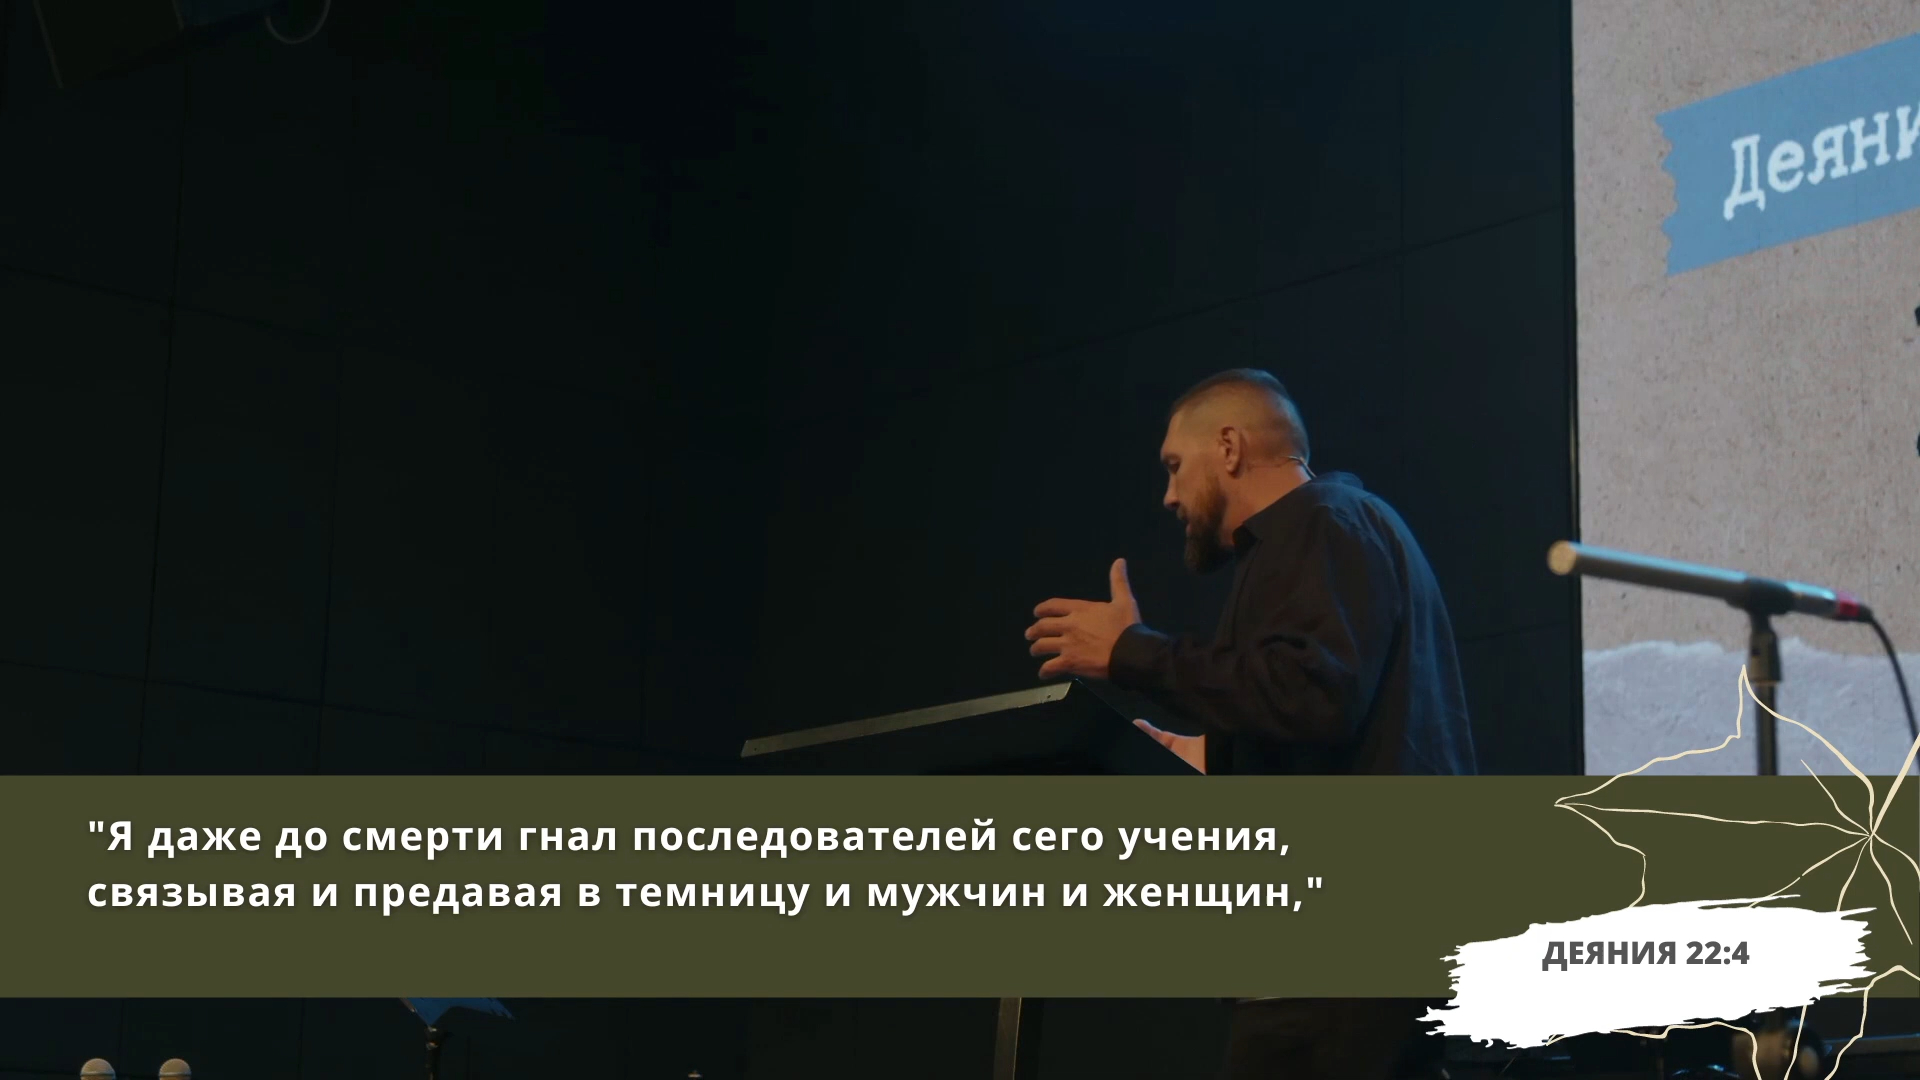 Деяни
"Я даже до смерти гнал последователей сего учения,
связывая и предавая в темницу и мужчин и женщин,"
ДЕЯНИЯ 22:4